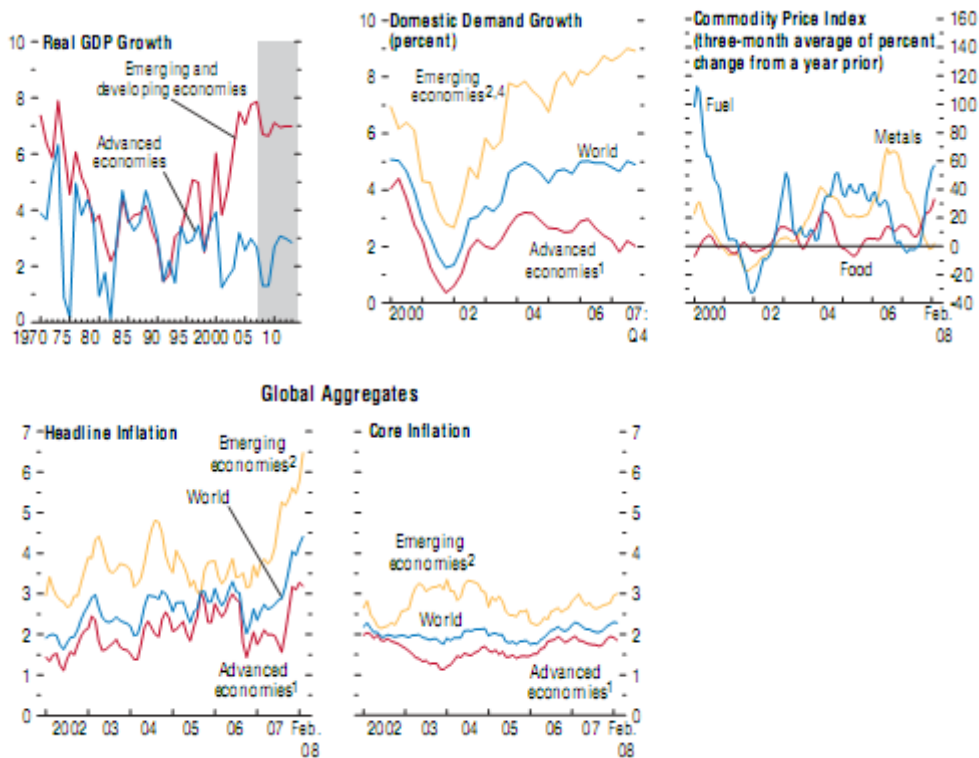 Real GDP Growth
10
8
6
4
2
0
Emerging and
developing economies
Advanced
economies
1970 75 80 85 90 95 2000 05 10
Domestic Demand Growth
(percent)
10
8
6
4
2
0
Emerging
economies2,4
World
Advanced
economies1
2000 02 04 06 07:
Q4
Commodity Price Index
(three-month average of percent
change from a year prior)
160
140
120
100
80
60
40
20
0
-20
-40
Fuel
Metals
Food
2000 02 04 06 Feb.
08
Global Aggregates
Headline Inflation
7
6
5
4
3
2
1
0
Emerging
economies2
World
Advanced
economies1
2002 03 04 05 06 07 Feb.
08
Core Inflation
7
6
5
4
3
2
1
0
Emerging
economies2
World
Advanced
economies1
2002 03 04 05 06 07 Feb.
08